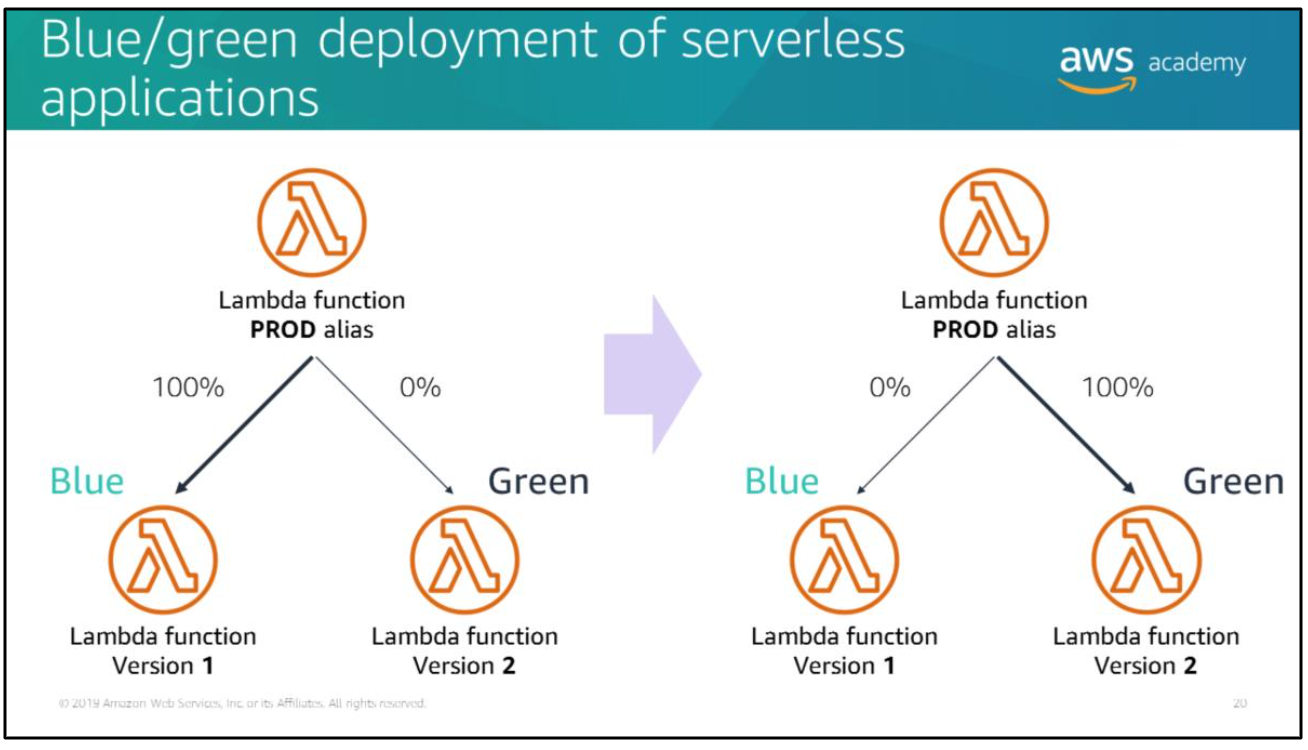 Blue/green deployment of serverless
applications
aws academy
Lambda function
PROD alias
100%
0%
Blue
Green
Lambda function
Version 1
Lambda function
Version 2
Lambda function
PROD alias
0%
100%
Blue
Green
Lambda function
Version 1
Lambda function
Version 2
© 2019 Amazon Web Services, Inc. or its Affiliates. All rights reserved.
20